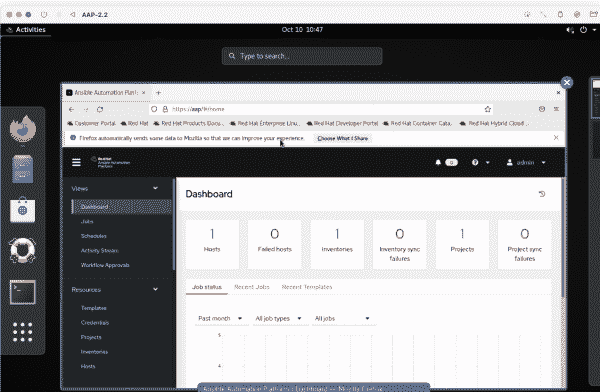 AAP-2.2
Activities
Oct 10 10:47
Type to search...
Ansible Automation Platf
https://aap/#/home
Customer Portal Red Hat Red Hat Products Docu... Red Hat Enterprise Linu... Red Hat Developer Portal Red Hat Container Cata... Red Hat Hybrid Cloud...
Firefox automatically sends some data to Mozilla so that we can improve your experience. Choose What I Share
Red Hat
Ansible Automation
Platform
0 ? admin
Views
Dashboard
Jobs
Schedules
Activity Stream
Workflow Approvals
Resources
Templates
Credentials
Projects
Inventories
Hosts
Dashboard
1 0 1 0 1 0
Hosts Failed hosts Inventories Inventory sync failures Projects Project sync failures
Job status Recent Jobs Recent Templates
Past month All job types All jobs
5
4
Ansible Automation Platform | Dashboard — Mozilla Firefox